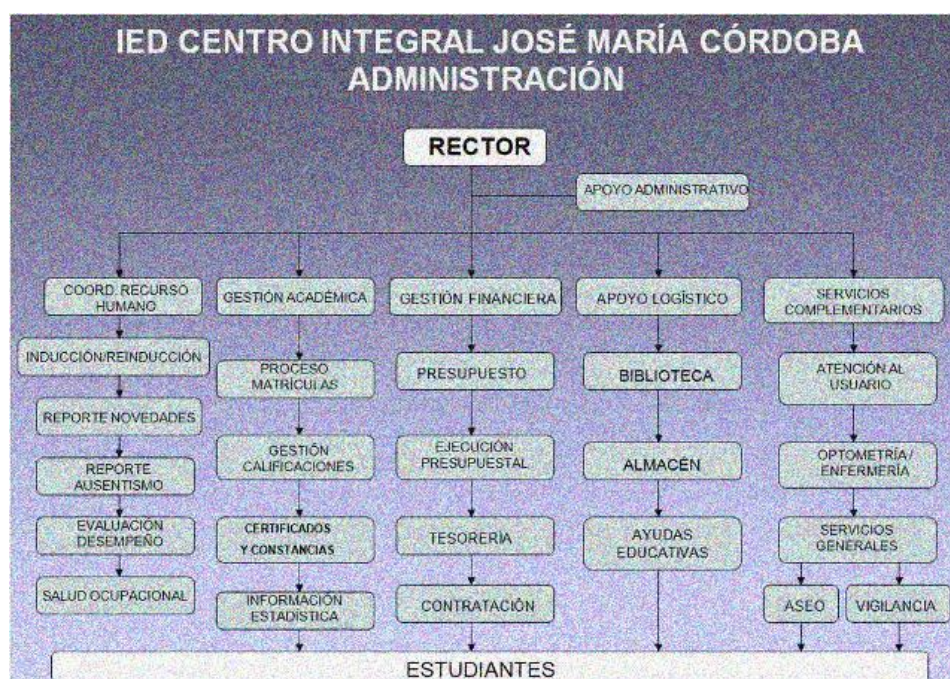 IED CENTRO INTEGRAL JOSÉ MARÍA CÓRDOBA
ADMINISTRACIÓN
RECTOR
APOYO ADMINISTRATIVO
COORD. RECURSO
HUMANO
GESTIÓN ACADÉMICA
GESTIÓN FINANCIERA
APOYO LOGÍSTICO
SERVICIOS
COMPLEMENTARIOS
INDUCCIÓN/REINDUCCIÓN
PROCESO
MATRÍCULAS
PRESUPUESTO
BIBLIOTECA
ATENCIÓN AL
USUARIO
REPORTE NOVEDADES
GESTIÓN
CALIFICACIONES
EJECUCIÓN
PRESUPUESTAL
ALMACÉN
OPTOMETRÍA/
ENFERMERÍA
REPORTE
AUSENTISMO
EVALUACIÓN
DESEMPEÑO
CERTIFICADOS
Y CONSTANCIAS
TESORERÍA
AYUDAS
EDUCATIVAS
SERVICIOS
GENERALES
SALUD OCUPACIONAL
INFORMACIÓN
ESTADÍSTICA
CONTRATACIÓN
ASEO
VIGILANCIA
ESTUDIANTES